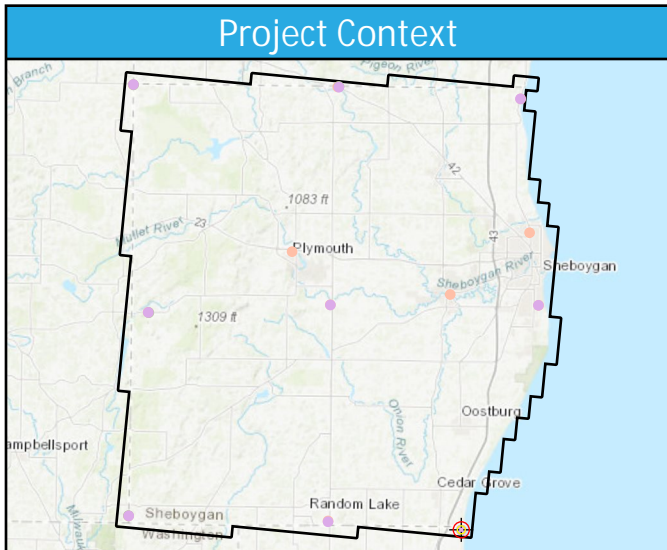 Project Context
Branch
Pigeon River
42
1083 ft
Mullet River
23
43
Plymouth
Sheboygan River
Sheboygan
1309 ft
Onion River
Oostburg
ampbellsport
Cedar Grove
Random Lake
Sheboygan
Washington
Milwauk